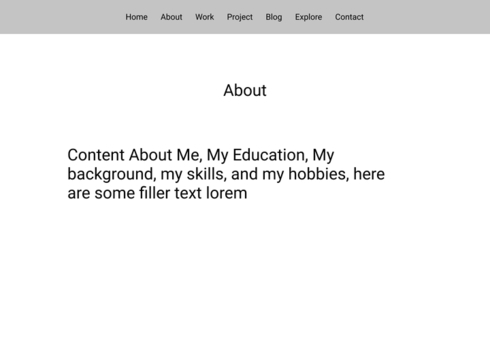 Home About Work Project Blog Explore Contact
About
Content About Me, My Education, My
background, my skills, and my hobbies, here
are some filler text lorem